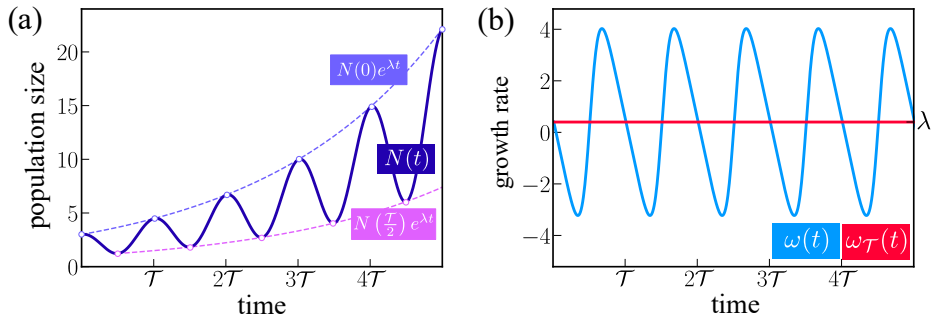 (a)
population size
20
15
10
5
0
N(0)e^{λt}
N(t)
N(𝒯/2) e^{λt}
𝒯
2𝒯
3𝒯
4𝒯
time
(b)
growth rate
4
2
0
−2
−4
λ
ω(t)
ω_𝒯(t)
𝒯
2𝒯
3𝒯
4𝒯
time